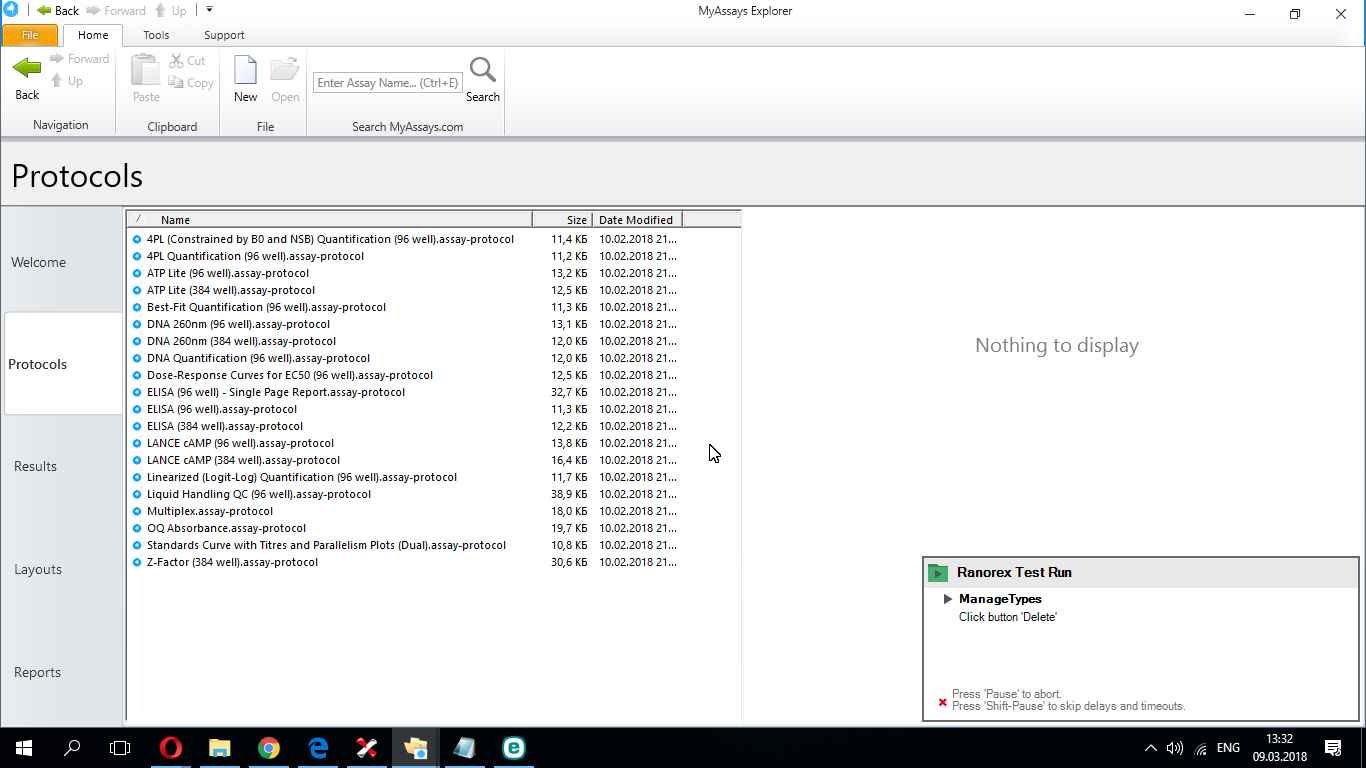 Back Forward Up
MyAssays Explorer
File Home Tools Support
Back
Forward
Up
Navigation
Paste
Cut
Copy
Clipboard
New
Open
File
Enter Assay Name... (Ctrl+E)
Search
Search MyAssays.com
Protocols
Welcome
Protocols
Results
Layouts
Reports
Name Size Date Modified
4PL (Constrained by B0 and NSB) Quantification (96 well).assay-protocol 11,4 КБ 10.02.2018 21...
4PL Quantification (96 well).assay-protocol 11,2 КБ 10.02.2018 21...
ATP Lite (96 well).assay-protocol 13,2 КБ 10.02.2018 21...
ATP Lite (384 well).assay-protocol 12,5 КБ 10.02.2018 21...
Best-Fit Quantification (96 well).assay-protocol 11,3 КБ 10.02.2018 21...
DNA 260nm (96 well).assay-protocol 13,1 КБ 10.02.2018 21...
DNA 260nm (384 well).assay-protocol 12,0 КБ 10.02.2018 21...
DNA Quantification (96 well).assay-protocol 12,0 КБ 10.02.2018 21...
Dose-Response Curves for EC50 (96 well).assay-protocol 12,5 КБ 10.02.2018 21...
ELISA (96 well) - Single Page Report.assay-protocol 32,7 КБ 10.02.2018 21...
ELISA (96 well).assay-protocol 11,3 КБ 10.02.2018 21...
ELISA (384 well).assay-protocol 12,2 КБ 10.02.2018 21...
LANCE cAMP (96 well).assay-protocol 13,8 КБ 10.02.2018 21...
LANCE cAMP (384 well).assay-protocol 16,4 КБ 10.02.2018 21...
Linearized (Logit-Log) Quantification (96 well).assay-protocol 11,7 КБ 10.02.2018 21...
Liquid Handling QC (96 well).assay-protocol 38,9 КБ 10.02.2018 21...
Multiplex.assay-protocol 18,0 КБ 10.02.2018 21...
OQ Absorbance.assay-protocol 19,7 КБ 10.02.2018 21...
Standards Curve with Titres and Parallelism Plots (Dual).assay-protocol 10,8 КБ 10.02.2018 21...
Z-Factor (384 well).assay-protocol 30,6 КБ 10.02.2018 21...
Nothing to display
Ranorex Test Run
ManageTypes
Click button 'Delete'
Press 'Pause' to abort.
Press 'Shift-Pause' to skip delays and timeouts.
ENG
13:32
09.03.2018